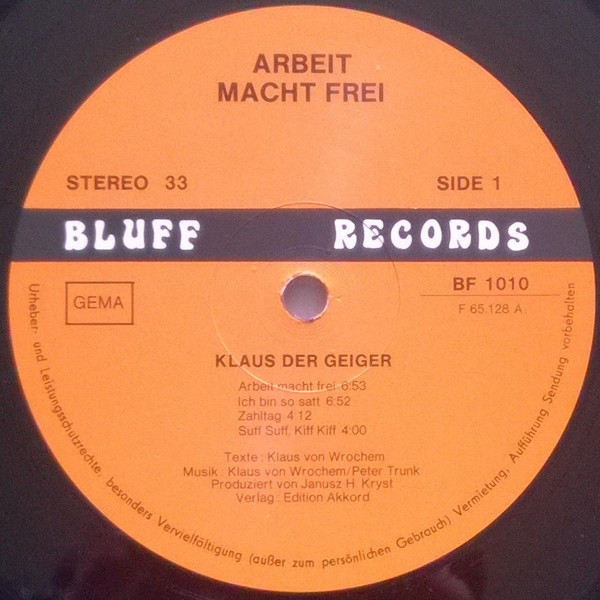 ARBEIT
MACHT FREI
STEREO 33
SIDE 1
BLUFF RECORDS
GEMA
BF 1010
F 65.128 A
KLAUS DER GEIGER
Arbeit macht frei 6:53
Ich bin so satt 6:52
Zahltag 4:12
Suff Suff, Kiff Kiff 4:00
Texte: Klaus von Wrochem
Musik: Klaus von Wrochem/Peter Trunk
Produziert von Janusz H. Kryst
Verlag: Edition Akkord
Urheber- und Leistungsschutzrechte, besonders Vervielfältigung (außer zum persönlichen Gebrauch) Vermietung, Aufführung Sendung vorbehalten